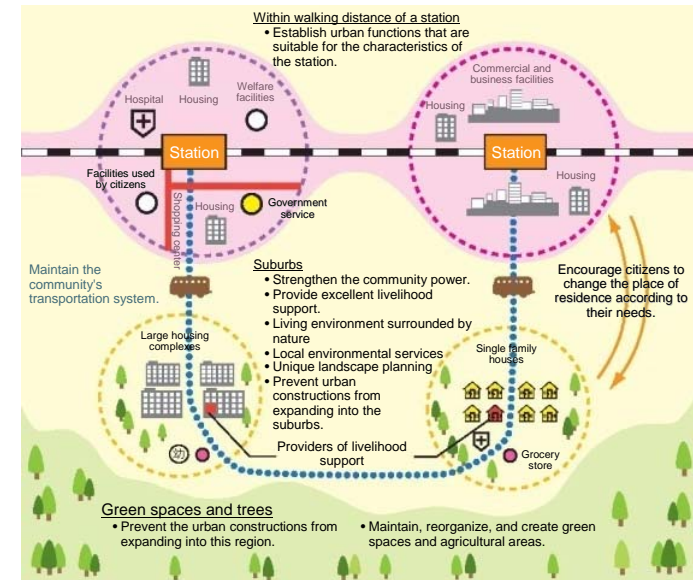 Within walking distance of a station
• Establish urban functions that are
suitable for the characteristics of
the station.
Hospital
Housing
Welfare
facilities
Commercial and
business facilities
Housing
Station
Station
Facilities used
by citizens
Shopping center
Housing
Government
service
Housing
Maintain the
community's
transportation system.
Suburbs
• Strengthen the community power.
• Provide excellent livelihood
support.
• Living environment surrounded by
nature
• Local environmental services
• Unique landscape planning
• Prevent urban
constructions from
expanding into the
suburbs.
Encourage citizens to
change the place of
residence according to
their needs.
Large housing
complexes
Single family
houses
幼
Providers of livelihood
support
Grocery
store
Green spaces and trees
• Prevent the urban constructions from
expanding into this region.
• Maintain, reorganize, and create green
spaces and agricultural areas.